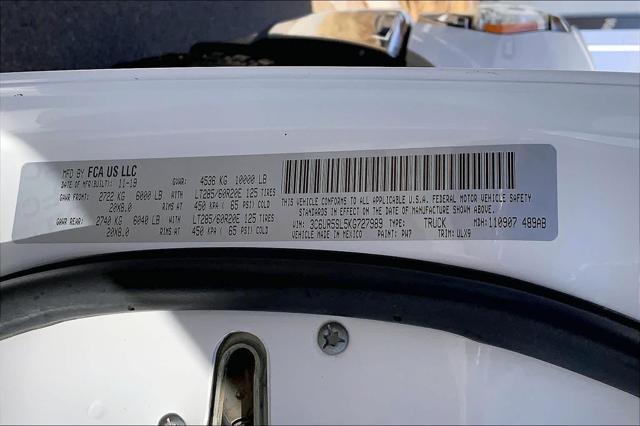 MFD BY FCA US LLC
DATE OF MFR(BUILT): 11-19 GVWR: 4536 KG 10000 LB
GAWR FRONT: 2722 KG 6000 LB WITH LT285/60R20E 125 TIRES
20X8.0 RIMS AT 450 KPA ( 65 PSI) COLD
GAWR REAR: 2740 KG 6040 LB WITH LT285/60R20E 125 TIRES
20X8.0 RIMS AT 450 KPA ( 65 PSI) COLD
THIS VEHICLE CONFORMS TO ALL APPLICABLE U.S.A. FEDERAL MOTOR VEHICLE SAFETY
STANDARDS IN EFFECT ON THE DATE OF MANUFACTURE SHOWN ABOVE.
VIN: 3C6UR5SL5KG727989 TYPE: TRUCK MDH: 110907 489AB
VEHICLE MADE IN MEXICO PAINT: PW7 TRIM: ULX9